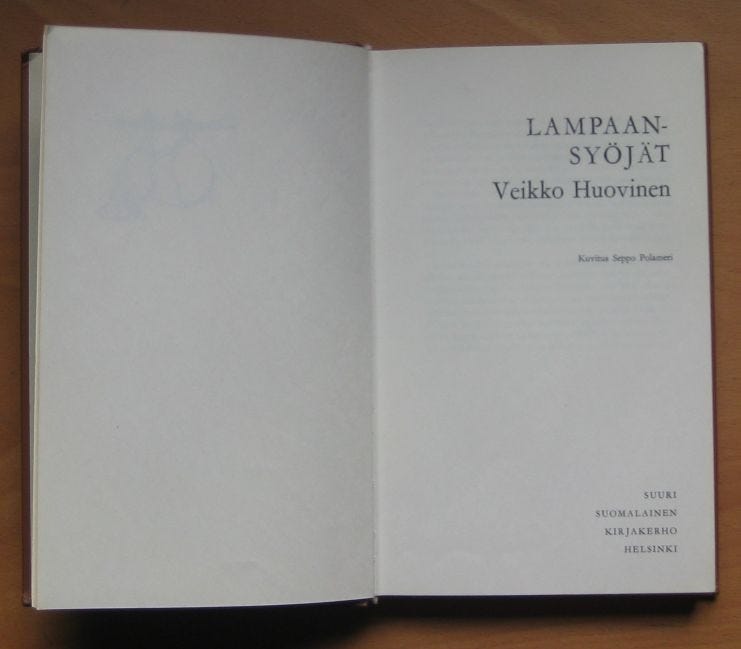 LAMPAAN-
SYÖJÄT
Veikko Huovinen
Kuvitus Seppo Polameri
SUURI
SUOMALAINEN
KIRJAKERHO
HELSINKI